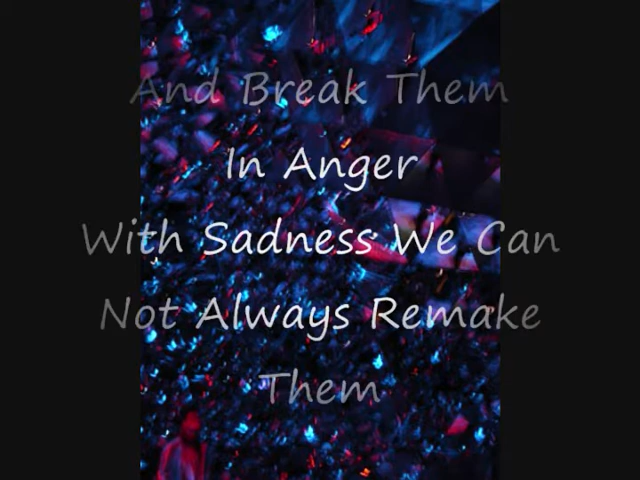 And Break Them
In Anger
With Sadness We Can
Not Always Remake
Them